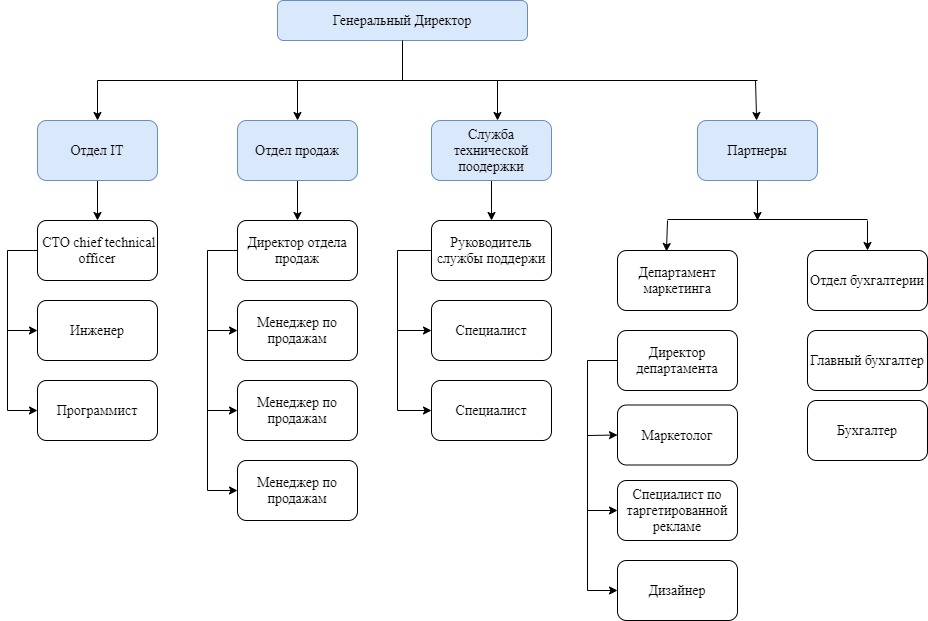 Генеральный Директор
Отдел IT
Отдел продаж
Служба
технической
поодержки
Партнеры
CTO chief technical
officer
Инженер
Программист
Директор отдела
продаж
Менеджер по
продажам
Менеджер по
продажам
Менеджер по
продажам
Руководитель
службы поддержи
Специалист
Специалист
Департамент
маркетинга
Директор
департамента
Маркетолог
Специалист по
таргетированной
рекламе
Дизайнер
Отдел бухгалтерии
Главный бухгалтер
Бухгалтер